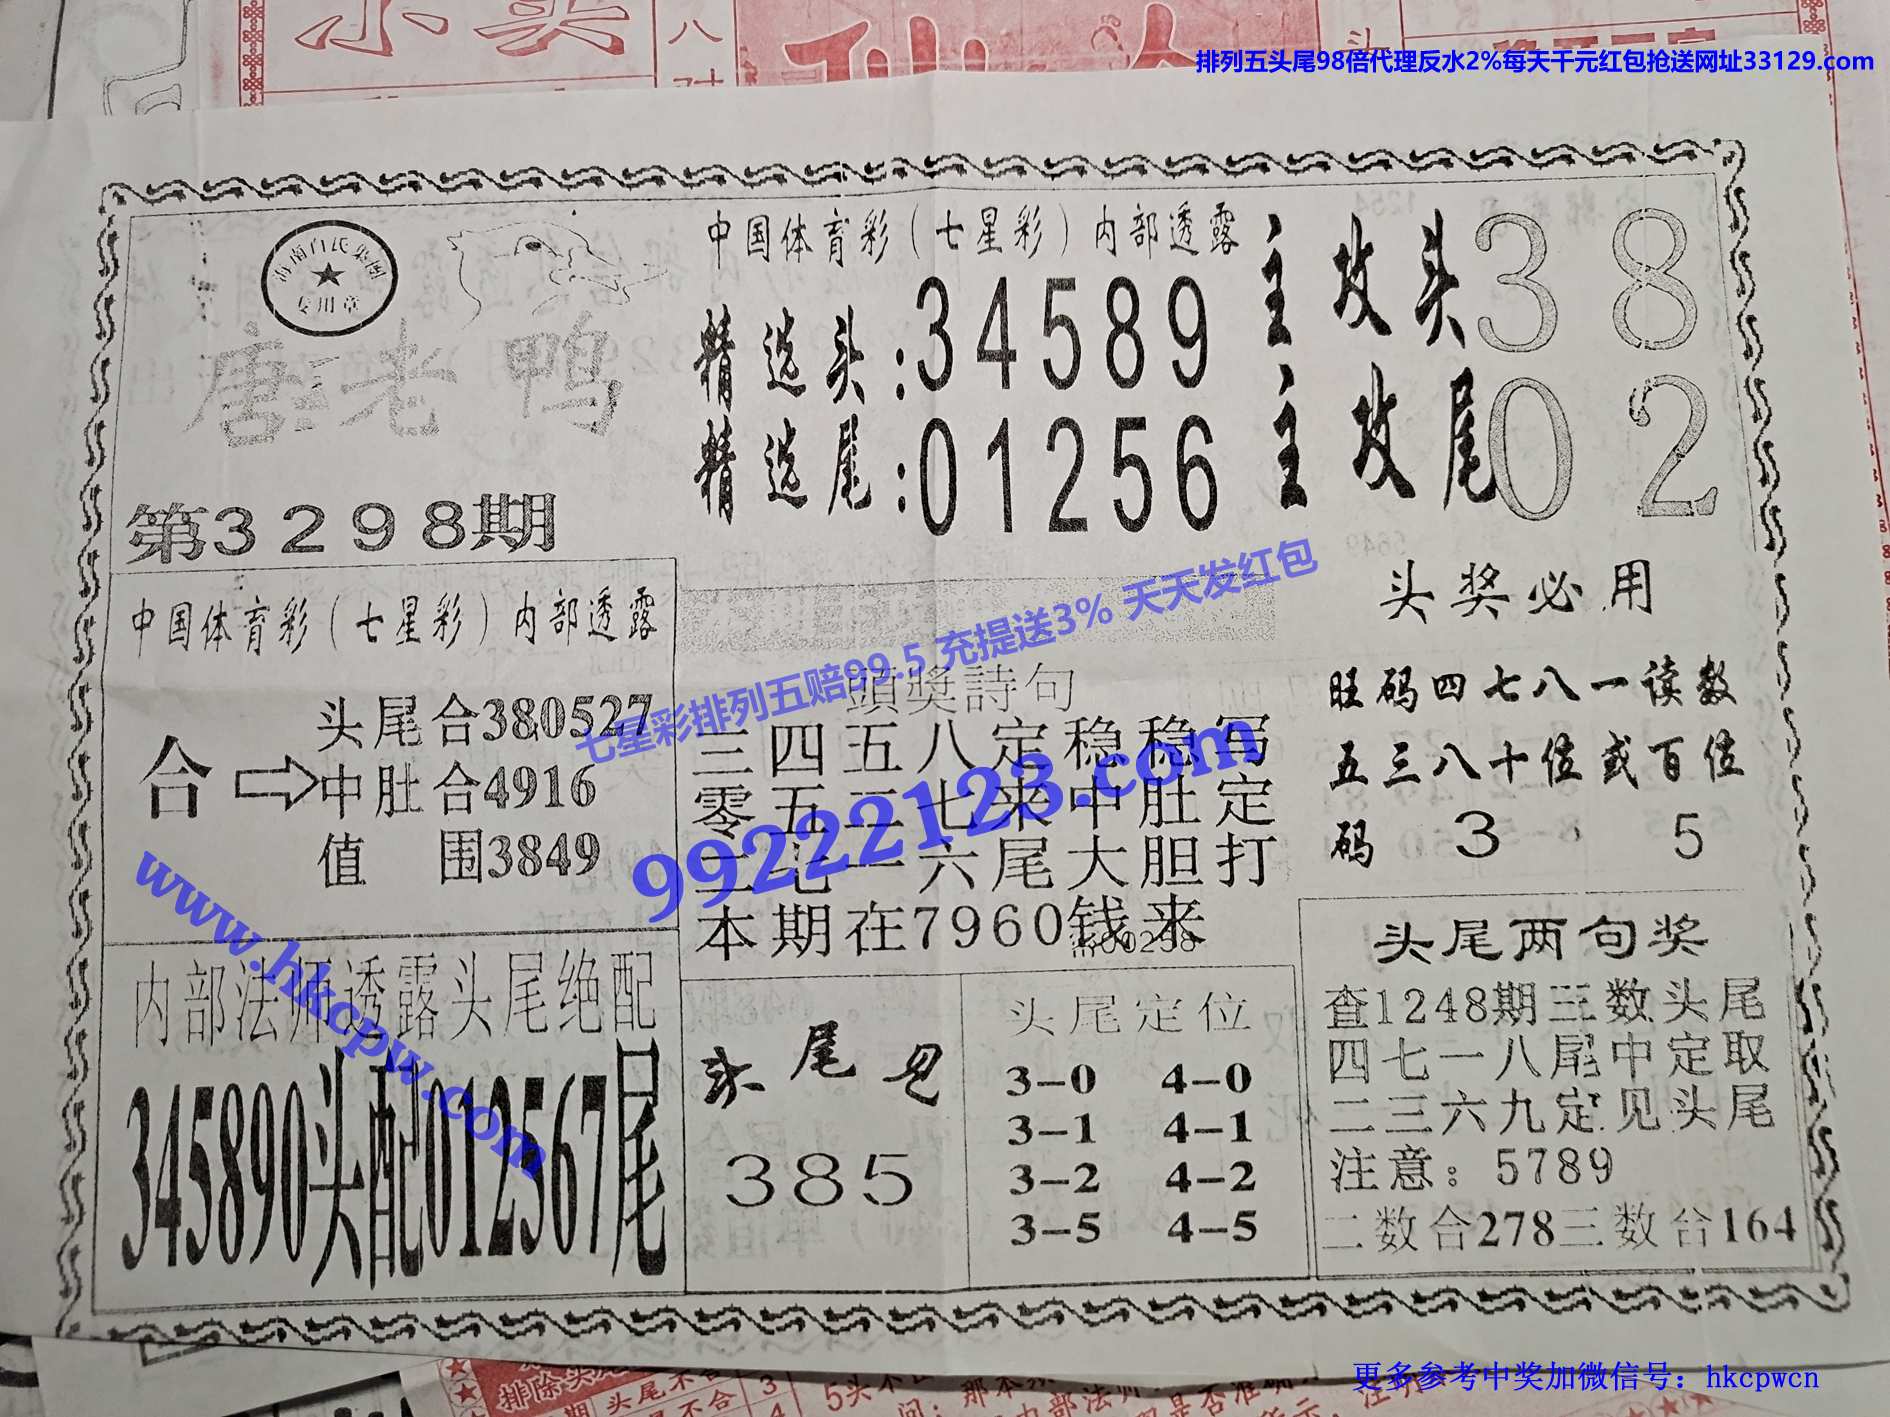 排列五头尾98倍代理反水2%每天千元红包抢送网址33129.com
海南百氏集团
专用章
唐老鸭
第3298期
中国体育彩（七星彩）内部透露
精选头：34589
精选尾：01256
主攻头38
主攻尾02
中国体育彩（七星彩）内部透露
合⇨
头尾合380527
中肚合4916
值 围3849
七星彩排列五赔99.5 充提送3% 天天发红包
99222123.com
www.hkcpw.com
頭獎詩句
三四五八定稳稳写
零五二七来中肚定
二七一六尾大胆打
本期在7960钱来
头奖必用
旺码四七八一读数
五三八十位或百位
码 3 5
内部法师透露头尾绝配
345890头配012567尾
头尾包
385
头尾定位
3-0 4-0
3-1 4-1
3-2 4-2
3-5 4-5
头尾两句奖
查1248期三数头尾
四七一八尾中定取
二三六九定见头尾
注意：5789
二数合278三数合164
更多参考中奖加微信号：hkcpwcn